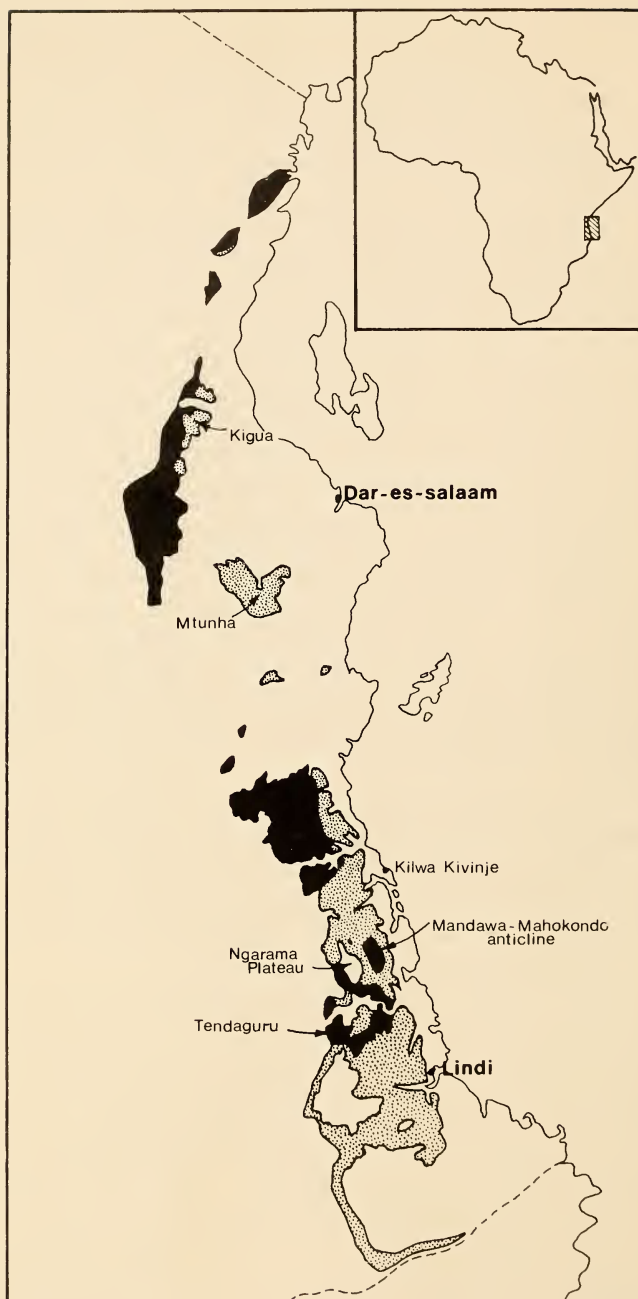 Kigua
Dar-es-salaam
Mtunha
Kilwa Kivinje
Mandawa-Mahokondo
anticline
Ngarama
Plateau
Tendaguru
Lindi